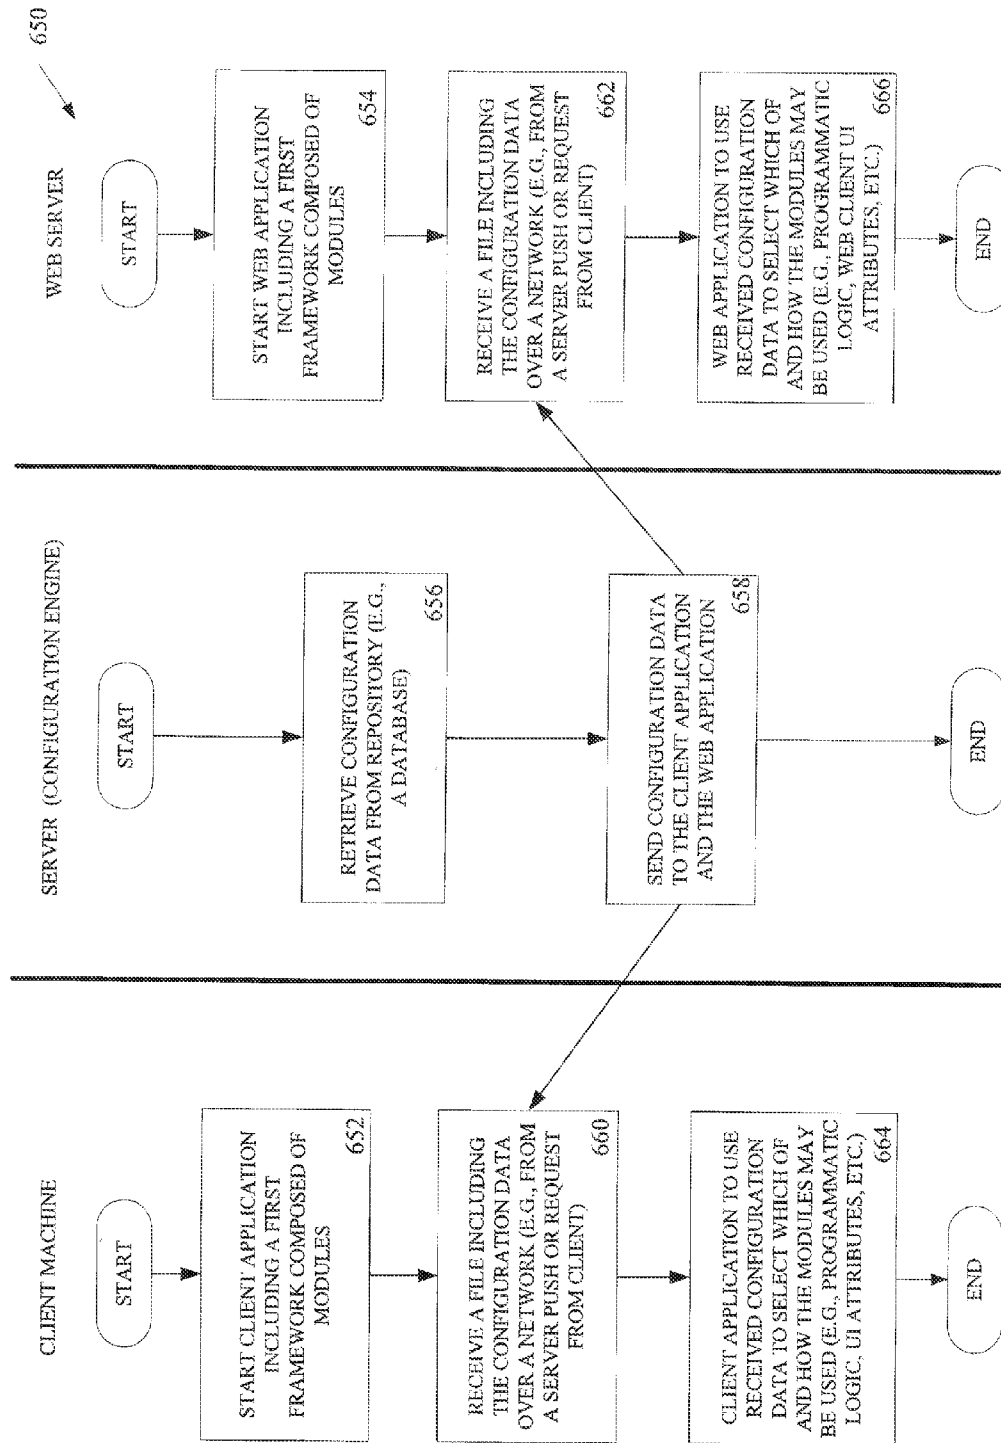 650
CLIENT MACHINE
START
START CLIENT APPLICATION
INCLUDING A FIRST
FRAMEWORK COMPOSED OF
MODULES
652
RECEIVE A FILE INCLUDING
THE CONFIGURATION DATA
OVER A NETWORK (E.G., FROM
A SERVER PUSH OR REQUEST
FROM CLIENT)
660
CLIENT APPLICATION TO USE
RECEIVED CONFIGURATION
DATA TO SELECT WHICH OF
AND HOW THE MODULES MAY
BE USED (E.G., PROGRAMMATIC
LOGIC, UI ATTRIBUTES, ETC.)
664
END
SERVER (CONFIGURATION ENGINE)
START
RETRIEVE CONFIGURATION
DATA FROM REPOSITORY (E.G.,
A DATABASE)
656
SEND CONFIGURATION DATA
TO THE CLIENT APPLICATION
AND THE WEB APPLICATION
658
END
WEB SERVER
START
START WEB APPLICATION
INCLUDING A FIRST
FRAMEWORK COMPOSED OF
MODULES
654
RECEIVE A FILE INCLUDING
THE CONFIGURATION DATA
OVER A NETWORK (E.G., FROM
A SERVER PUSH OR REQUEST
FROM CLIENT)
662
WEB APPLICATION TO USE
RECEIVED CONFIGURATION
DATA TO SELECT WHICH OF
AND HOW THE MODULES MAY
BE USED (E.G., PROGRAMMATIC
LOGIC, WEB CLIENT UI
ATTRIBUTES, ETC.)
666
END